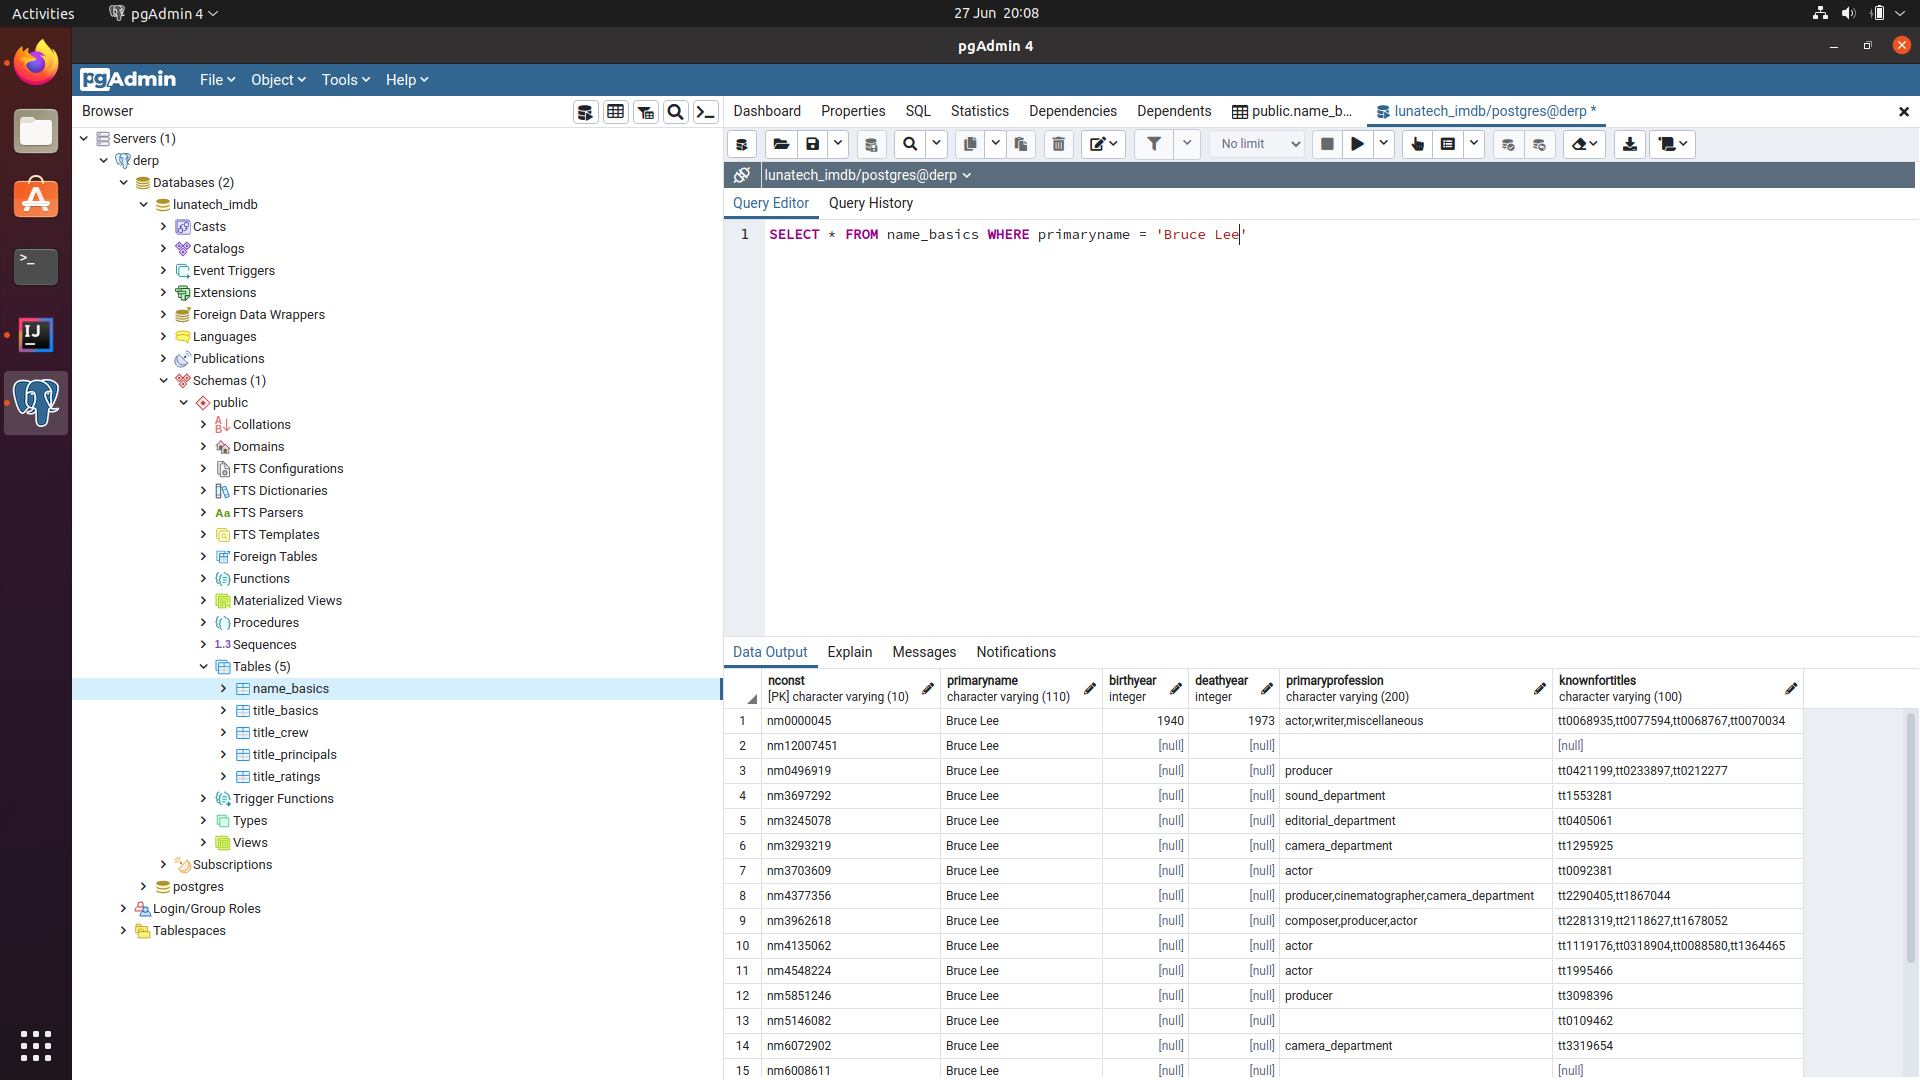 Activities pgAdmin 4 27 Jun 20:08
pgAdmin 4
pgAdmin File Object Tools Help
Browser
Dashboard Properties SQL Statistics Dependencies Dependents public.name_b... lunatech_imdb/postgres@derp *
No limit
lunatech_imdb/postgres@derp
Query Editor Query History
1 SELECT * FROM name_basics WHERE primaryname = 'Bruce Lee'
Servers (1)
derp
Databases (2)
lunatech_imdb
Casts
Catalogs
Event Triggers
Extensions
Foreign Data Wrappers
Languages
Publications
Schemas (1)
public
Collations
Domains
FTS Configurations
FTS Dictionaries
Aa FTS Parsers
FTS Templates
Foreign Tables
Functions
Materialized Views
Procedures
1..3 Sequences
Tables (5)
name_basics
title_basics
title_crew
title_principals
title_ratings
Trigger Functions
Types
Views
Subscriptions
postgres
Login/Group Roles
Tablespaces
Data Output Explain Messages Notifications
nconst primaryname birthyear deathyear primaryprofession knownfortitles
[PK] character varying (10) character varying (110) integer integer character varying (200) character varying (100)
1 nm0000045 Bruce Lee 1940 1973 actor,writer,miscellaneous tt0068935,tt0077594,tt0068767,tt0070034
2 nm12007451 Bruce Lee [null] [null] [null]
3 nm0496919 Bruce Lee [null] [null] producer tt0421199,tt0233897,tt0212277
4 nm3697292 Bruce Lee [null] [null] sound_department tt1553281
5 nm3245078 Bruce Lee [null] [null] editorial_department tt0405061
6 nm3293219 Bruce Lee [null] [null] camera_department tt1295925
7 nm3703609 Bruce Lee [null] [null] actor tt0092381
8 nm4377356 Bruce Lee [null] [null] producer,cinematographer,camera_department tt2290405,tt1867044
9 nm3962618 Bruce Lee [null] [null] composer,producer,actor tt2281319,tt2118627,tt1678052
10 nm4135062 Bruce Lee [null] [null] actor tt1119176,tt0318904,tt0088580,tt1364465
11 nm4548224 Bruce Lee [null] [null] actor tt1995466
12 nm5851246 Bruce Lee [null] [null] producer tt3098396
13 nm5146082 Bruce Lee [null] [null] tt0109462
14 nm6072902 Bruce Lee [null] [null] camera_department tt3319654
15 nm6008611 Bruce Lee [null] [null] [null]
IJ